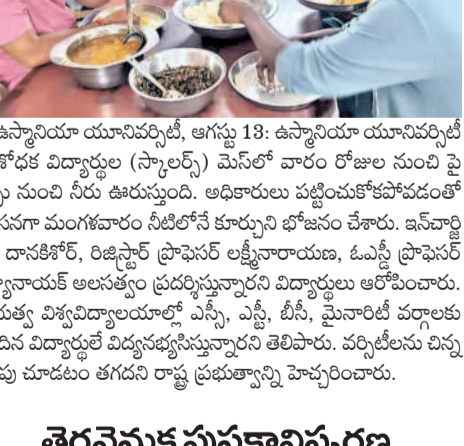 ఉస్మానియా యూనివర్సిటీ, ఆగస్టు 13: ఉస్మానియా యూనివర్సిటీ
శోధక విద్యార్థుల (స్కాలర్స్) మెస్‌లో వారం రోజుల నుంచి పై
నుంచి నీరు ఊరుస్తుంది. అధికారులు పట్టించుకోకపోవడంతో
సనగా మంగళవారం నీటిలోనే కూర్చుని భోజనం చేశారు. ఇన్‌చార్జి
దానకిశోర్, రిజిస్ట్రార్ ప్రొఫెసర్ లక్ష్మీనారాయణ, ఓఎస్డీ ప్రొఫెసర్
్యానాయక్ అలసత్వం ప్రదర్శిస్తున్నారని విద్యార్థులు ఆరోపించారు.
ుత్వ విశ్వవిద్యాలయాల్లో ఎస్సీ, ఎస్టీ, బీసీ, మైనారిటీ వర్గాలకు
దిన విద్యార్థులే విద్యనభ్యసిస్తున్నారని తెలిపారు. వర్సిటీలను చిన్న
పు చూడటం తగదని రాష్ట్ర ప్రభుత్వాన్ని హెచ్చరించారు.